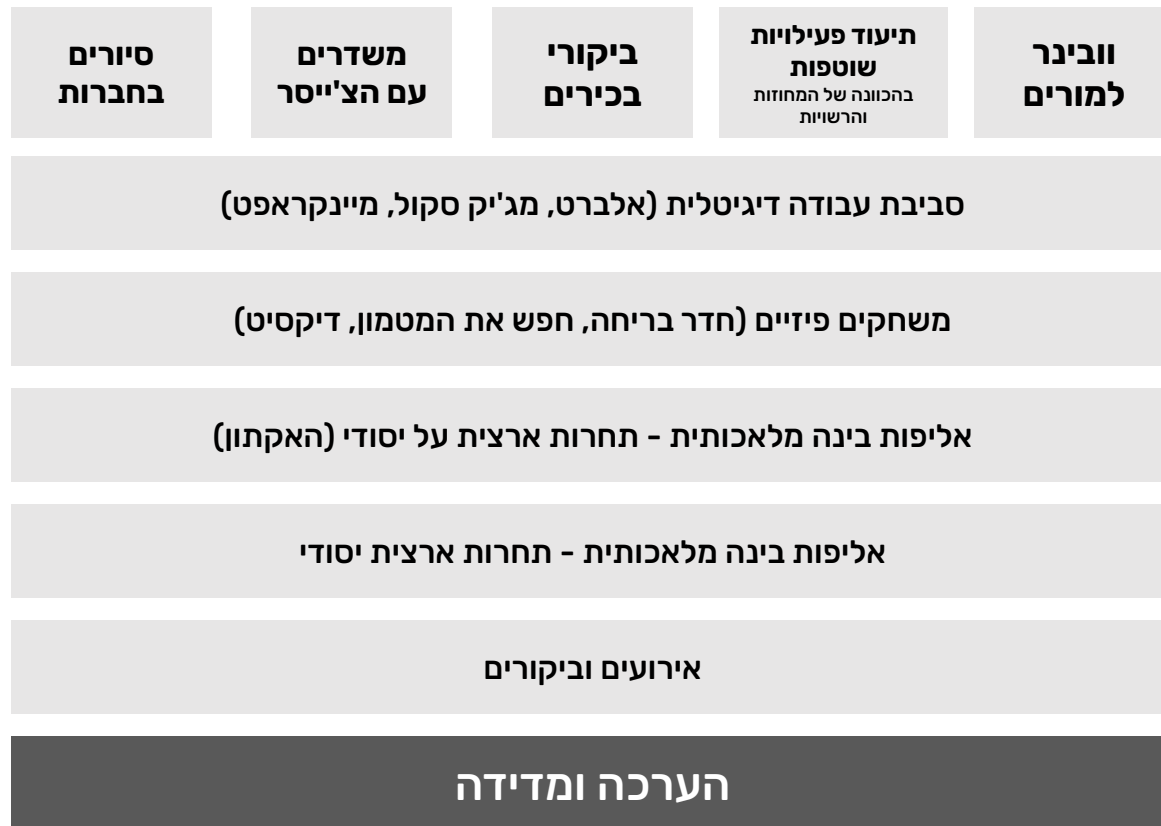 וובינר
למורים
תיעוד פעילויות
שוטפות
בהכוונה של המחוזות
והרשויות
ביקורי
בכירים
משדרים
עם הצ'ייסר
סיורים
בחברות
סביבת עבודה דיגיטלית (אלברט, מג'יק סקול, מיינקראפט)
משחקים פיזיים (חדר בריחה, חפש את המטמון, דיקסיט)
אליפות בינה מלאכותית - תחרות ארצית על יסודי (האקתון)
אליפות בינה מלאכותית - תחרות ארצית יסודי
אירועים וביקורים
הערכה ומדידה